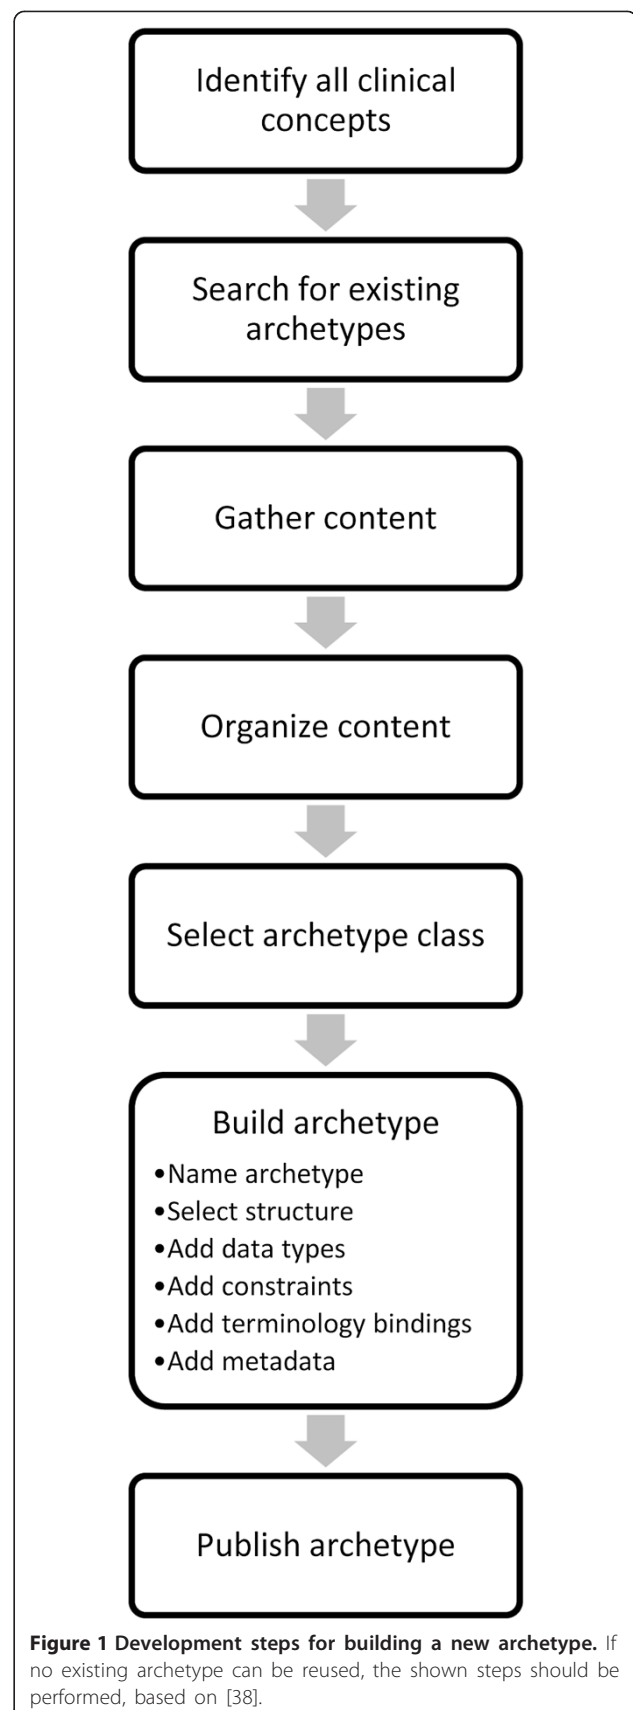 Identify all clinical
concepts
Search for existing
archetypes
Gather content
Organize content
Select archetype class
Build archetype
•Name archetype
•Select structure
•Add data types
•Add constraints
•Add terminology bindings
•Add metadata
Publish archetype
Figure 1 Development steps for building a new archetype. If
no existing archetype can be reused, the shown steps should be
performed, based on [38].